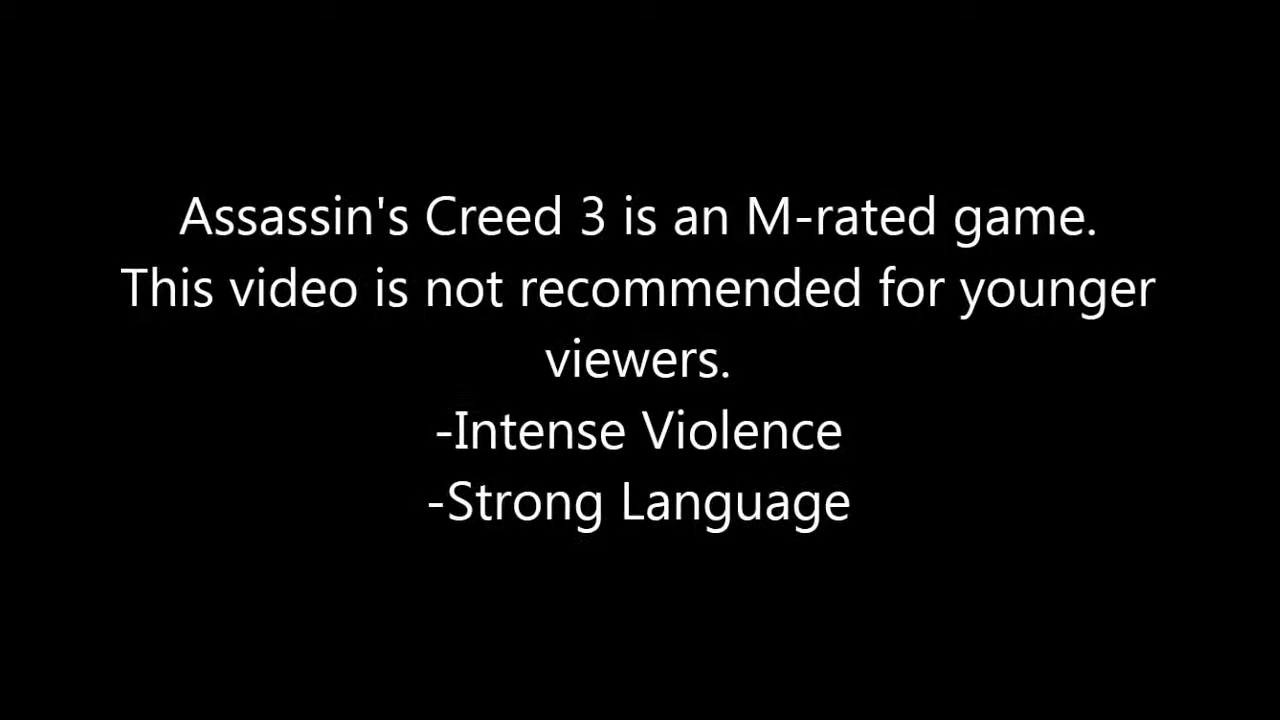 Assassin's Creed 3 is an M-rated game.
This video is not recommended for younger
viewers.
-Intense Violence
-Strong Language